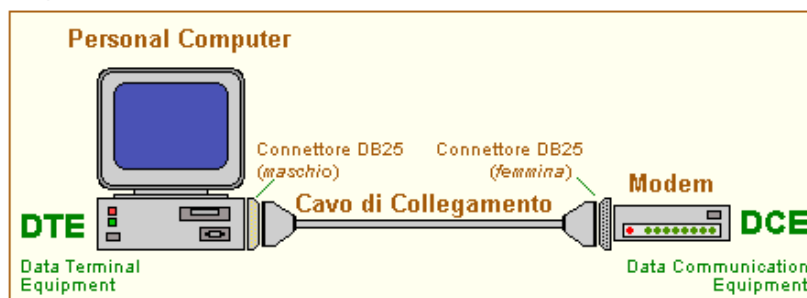 Personal Computer
Connettore DB25
(maschio)
Connettore DB25
(femmina)
Cavo di Collegamento
Modem
DTE
DCE
Data Terminal
Equipment
Data Communication
Equipment